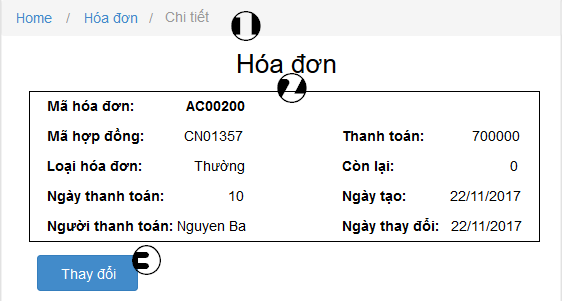 Home / Hóa đơn / Chi tiết
1
Hóa đơn
2
Mã hóa đơn: AC00200
Mã hợp đồng: CN01357 Thanh toán: 700000
Loại hóa đơn: Thường Còn lại: 0
Ngày thanh toán: 10 Ngày tạo: 22/11/2017
Người thanh toán: Nguyen Ba Ngày thay đổi: 22/11/2017
3
Thay đổi